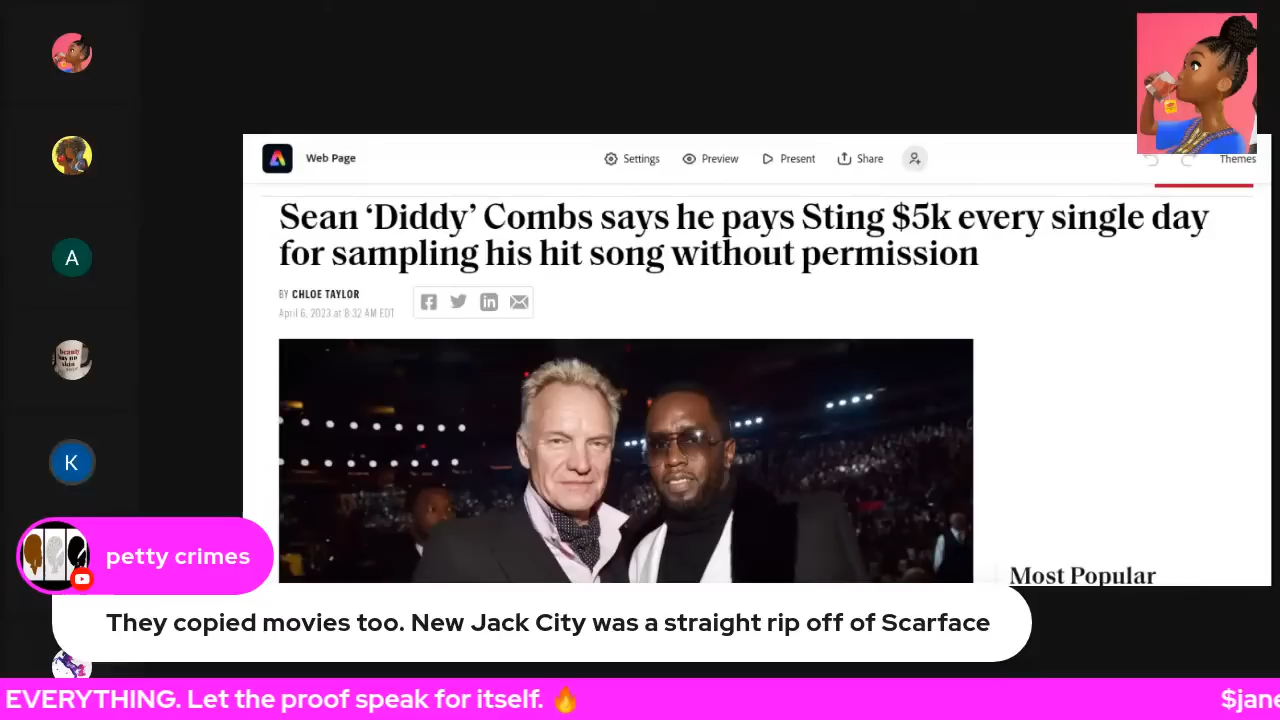 Web Page
Settings
Preview
Present
Share
Themes
Sean ‘Diddy’ Combs says he pays Sting $5k every single day
for sampling his hit song without permission
BY CHLOE TAYLOR
April 6, 2023 at 8:32 AM EDT
A
K
Most Popular
petty crimes
They copied movies too. New Jack City was a straight rip off of Scarface
EVERYTHING. Let the proof speak for itself. 🔥
$jane